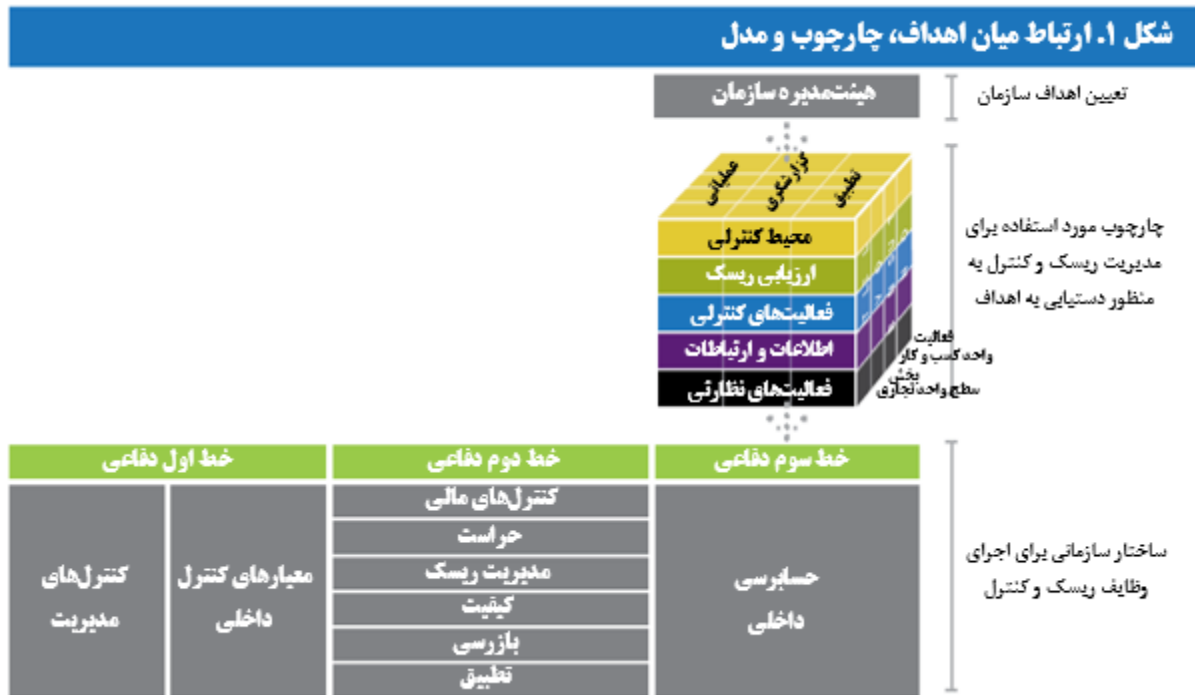 شکل ۱. ارتباط میان اهداف، چارچوب و مدل
تعیین اهداف سازمان
هیئت‌مدیره سازمان
چارچوب مورد استفاده برای
مدیریت ریسک و کنترل به
منظور دستیابی به اهداف
تطبیق
گزارشگری
عملیاتی
محیط کنترلی
ارزیابی ریسک
فعالیت‌های کنترلی
اطلاعات و ارتباطات
فعالیت‌های نظارتی
فعالیت
واحد کسب و کار
بخش
سطح واحد تجاری
ساختار سازمانی برای اجرای
وظایف ریسک و کنترل
خط سوم دفاعی
حسابرسی
داخلی
خط دوم دفاعی
کنترل‌های مالی
حراست
مدیریت ریسک
کیفیت
بازرسی
تطبیق
خط اول دفاعی
معیارهای کنترل
داخلی
کنترل‌های
مدیریت